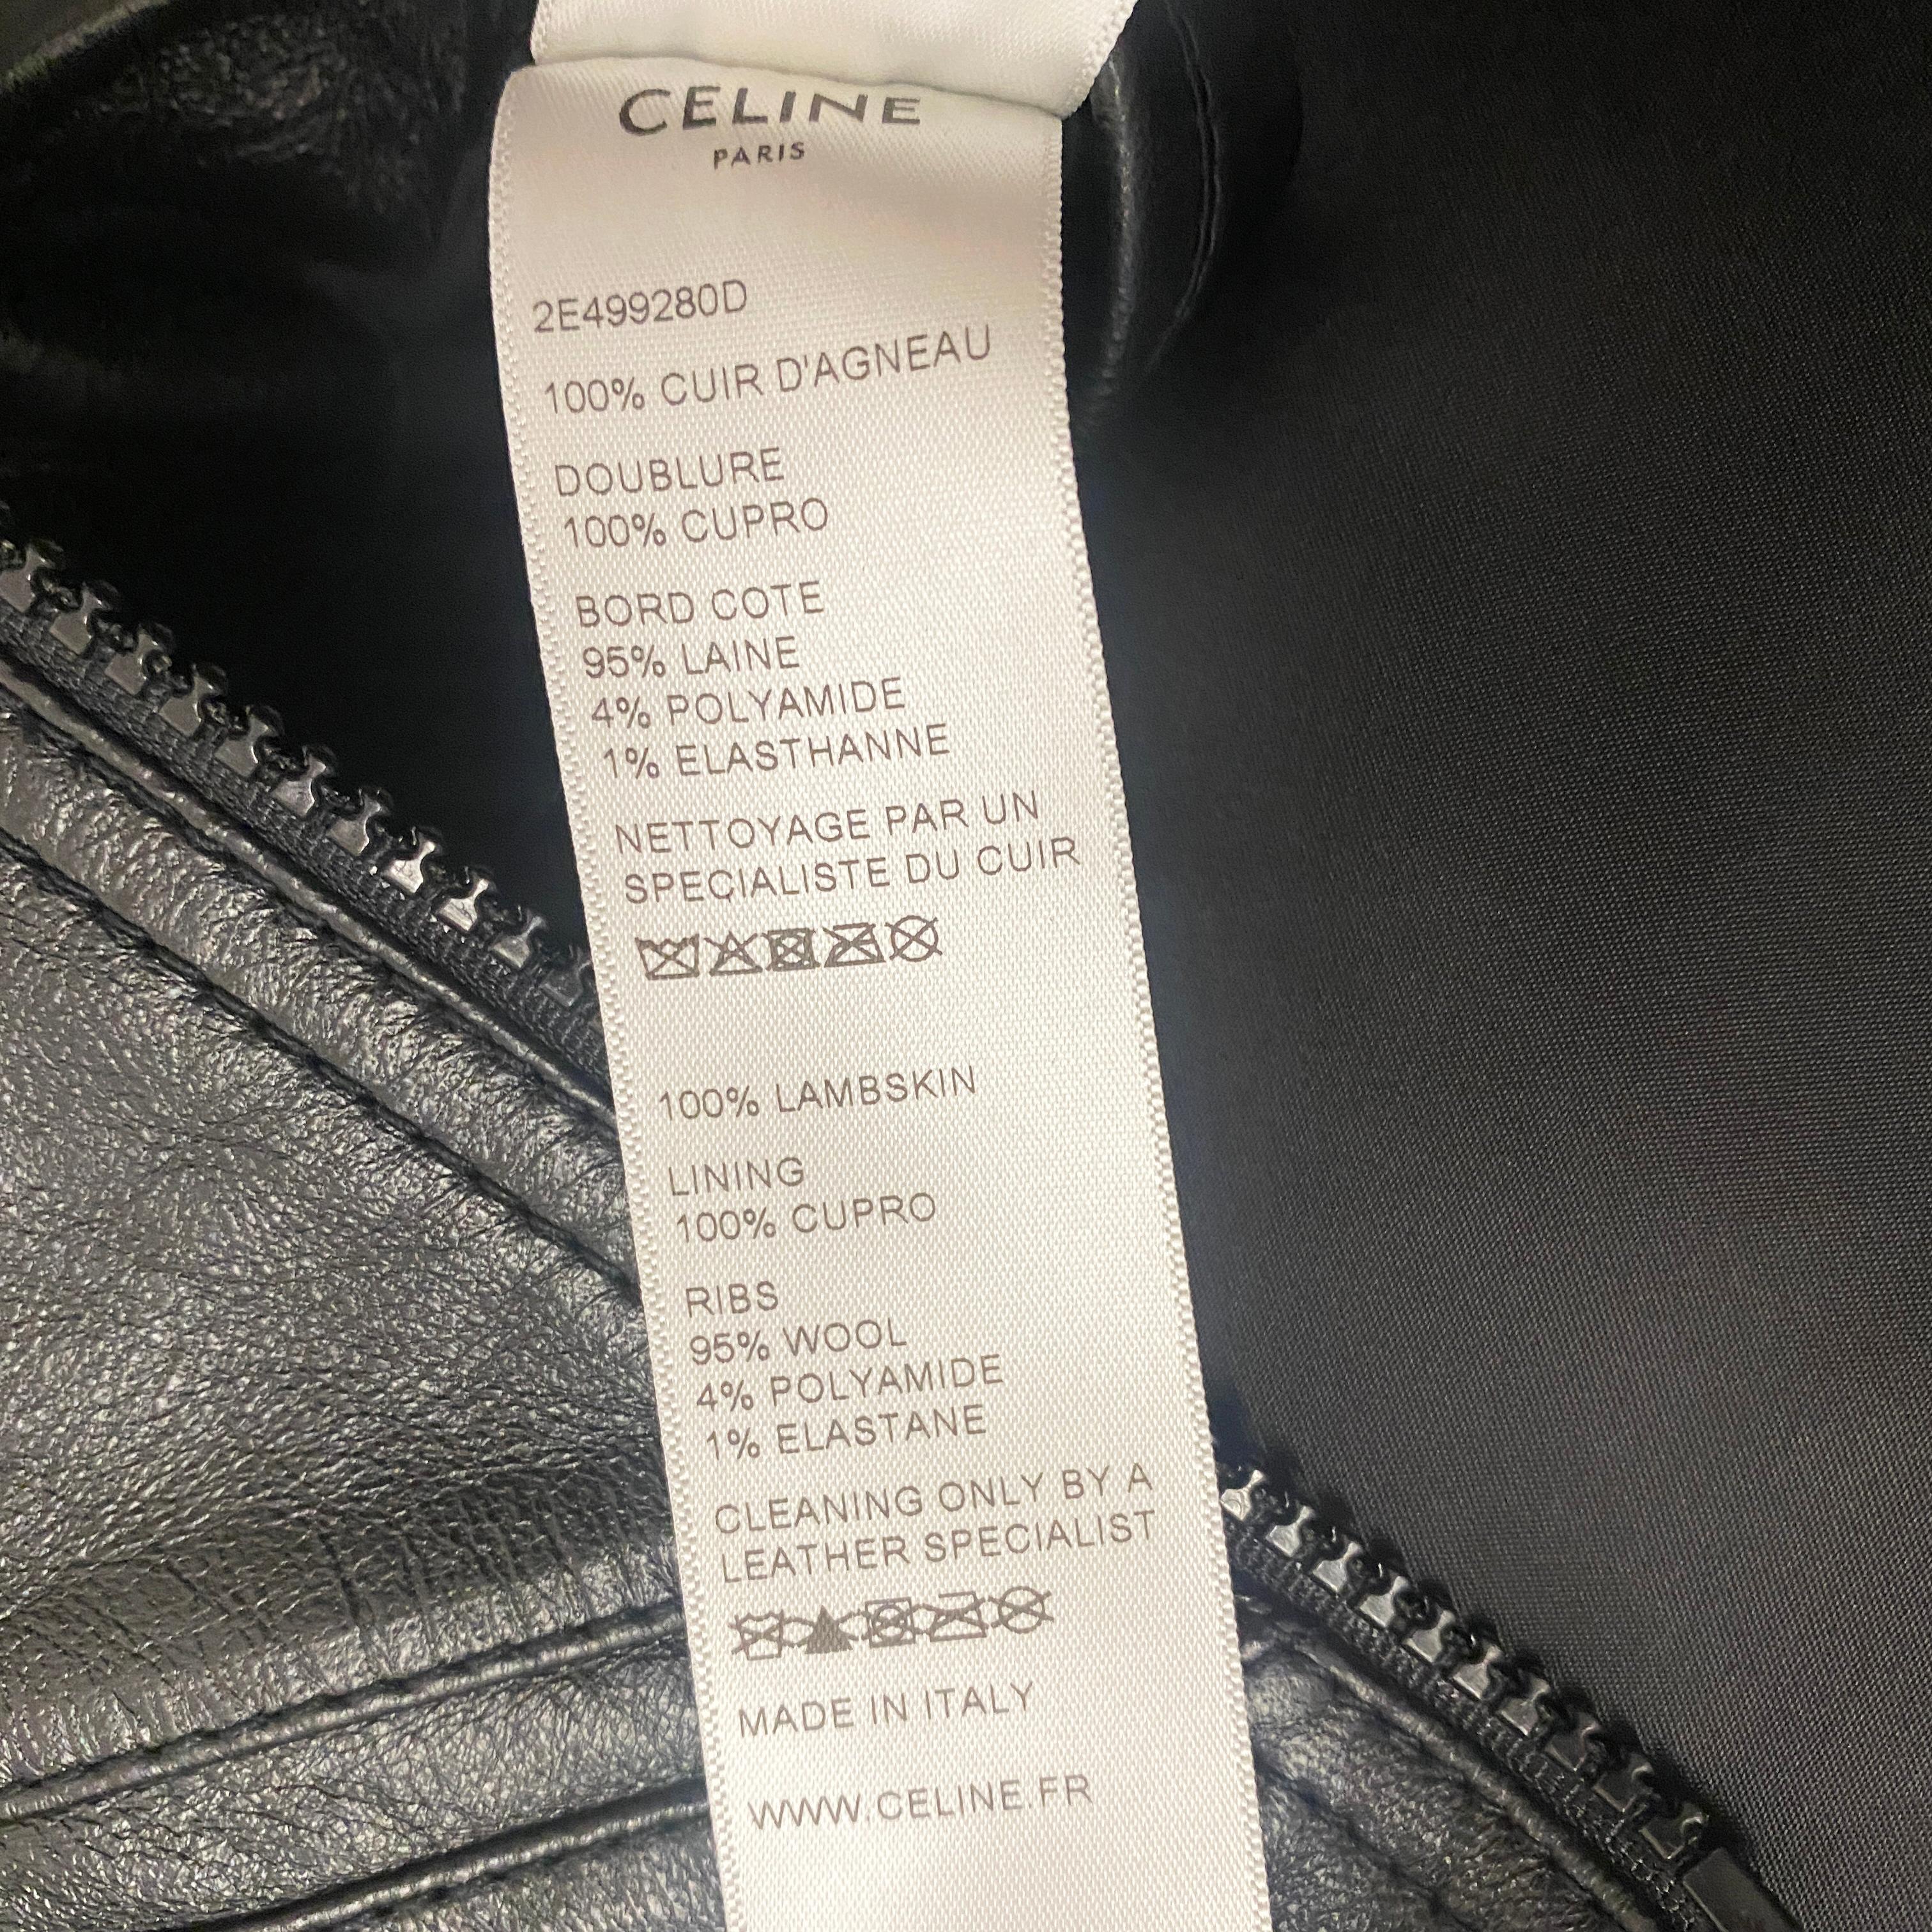 CELINE
PARIS
2E499280D
100% CUIR D'AGNEAU
DOUBLURE
100% CUPRO
BORD COTE
95% LAINE
4% POLYAMIDE
1% ELASTHANNE
NETTOYAGE PAR UN
SPECIALISTE DU CUIR
100% LAMBSKIN
LINING
100% CUPRO
RIBS
95% WOOL
4% POLYAMIDE
1% ELASTANE
CLEANING ONLY BY A
LEATHER SPECIALIST
MADE IN ITALY
WWW.CELINE.FR